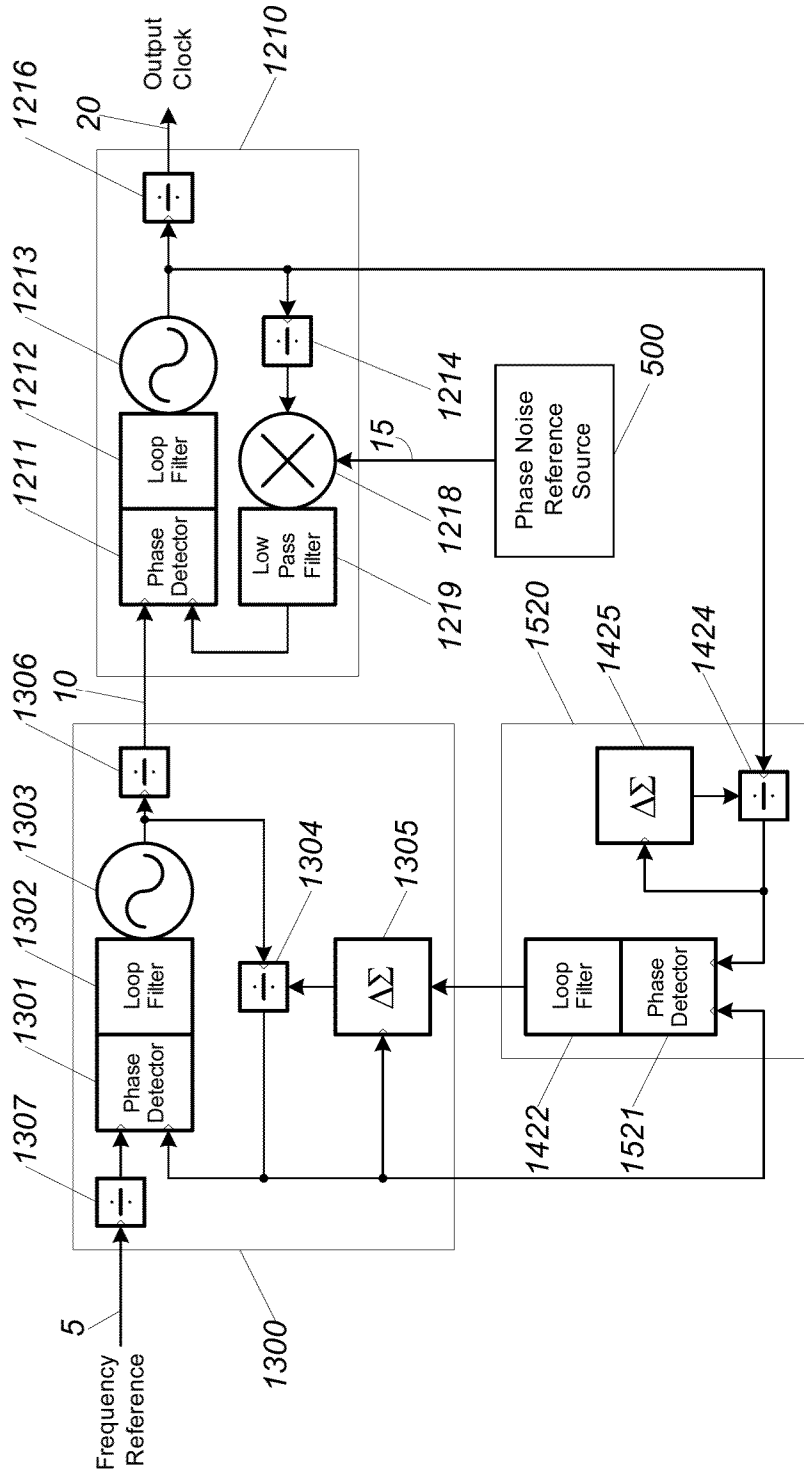 Frequency
Reference
5
1300
1307
1301
1302
1303
1306
10
Phase
Detector
Loop
Filter
1304
ΔΣ
1305
1211
1212
1213
1216
20
Output
Clock
1210
Phase
Detector
Loop
Filter
1214
Low
Pass
Filter
1218
1219
15
Phase Noise
Reference
Source
500
1520
1425
1424
ΔΣ
Loop
Filter
Phase
Detector
1422
1521